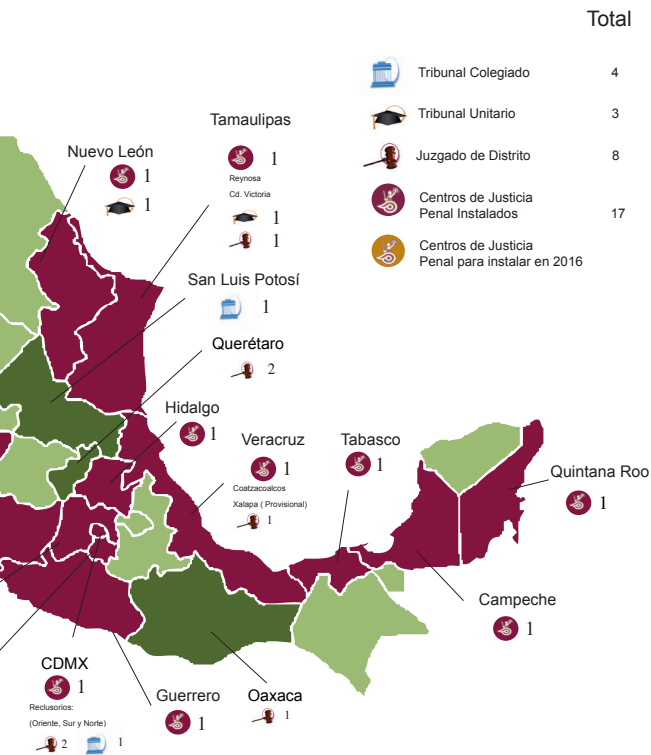 Total
Tribunal Colegiado 4
Tribunal Unitario 3
Juzgado de Distrito 8
Centros de Justicia
Penal Instalados 17
Centros de Justicia
Penal para instalar en 2016
Tamaulipas
1
Reynosa
Cd. Victoria
1
1
Nuevo León
1
1
San Luis Potosí
1
Querétaro
2
Hidalgo
1
Veracruz
1
Coatzacoalcos
Xalapa ( Provisional)
1
Tabasco
1
Quintana Roo
1
Campeche
1
CDMX
1
Reclusorios:
(Oriente, Sur y Norte)
2 1
Guerrero
1
Oaxaca
1